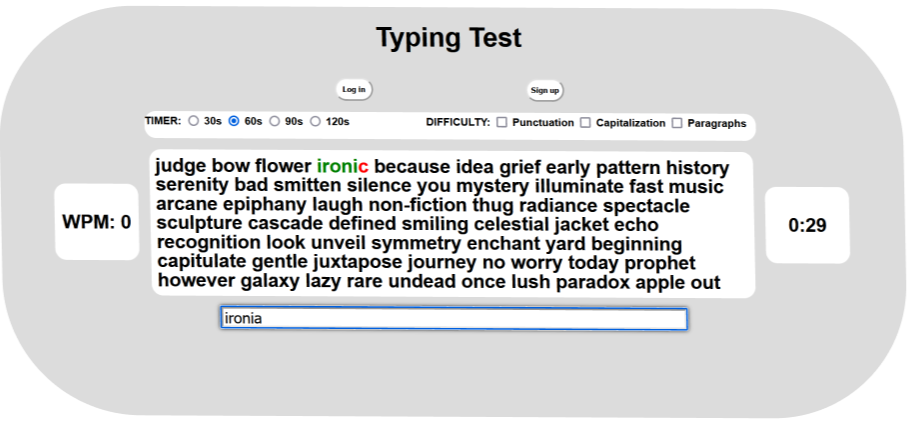 Typing Test
Log in Sign up
TIMER: 30s 60s 90s 120s DIFFICULTY: Punctuation Capitalization Paragraphs
judge bow flower ironic because idea grief early pattern history
serenity bad smitten silence you mystery illuminate fast music
arcane epiphany laugh non-fiction thug radiance spectacle
WPM: 0
sculpture cascade defined smiling celestial jacket echo
0:29
recognition look unveil symmetry enchant yard beginning
capitulate gentle juxtapose journey no worry today prophet
however galaxy lazy rare undead once lush paradox apple out
ironia